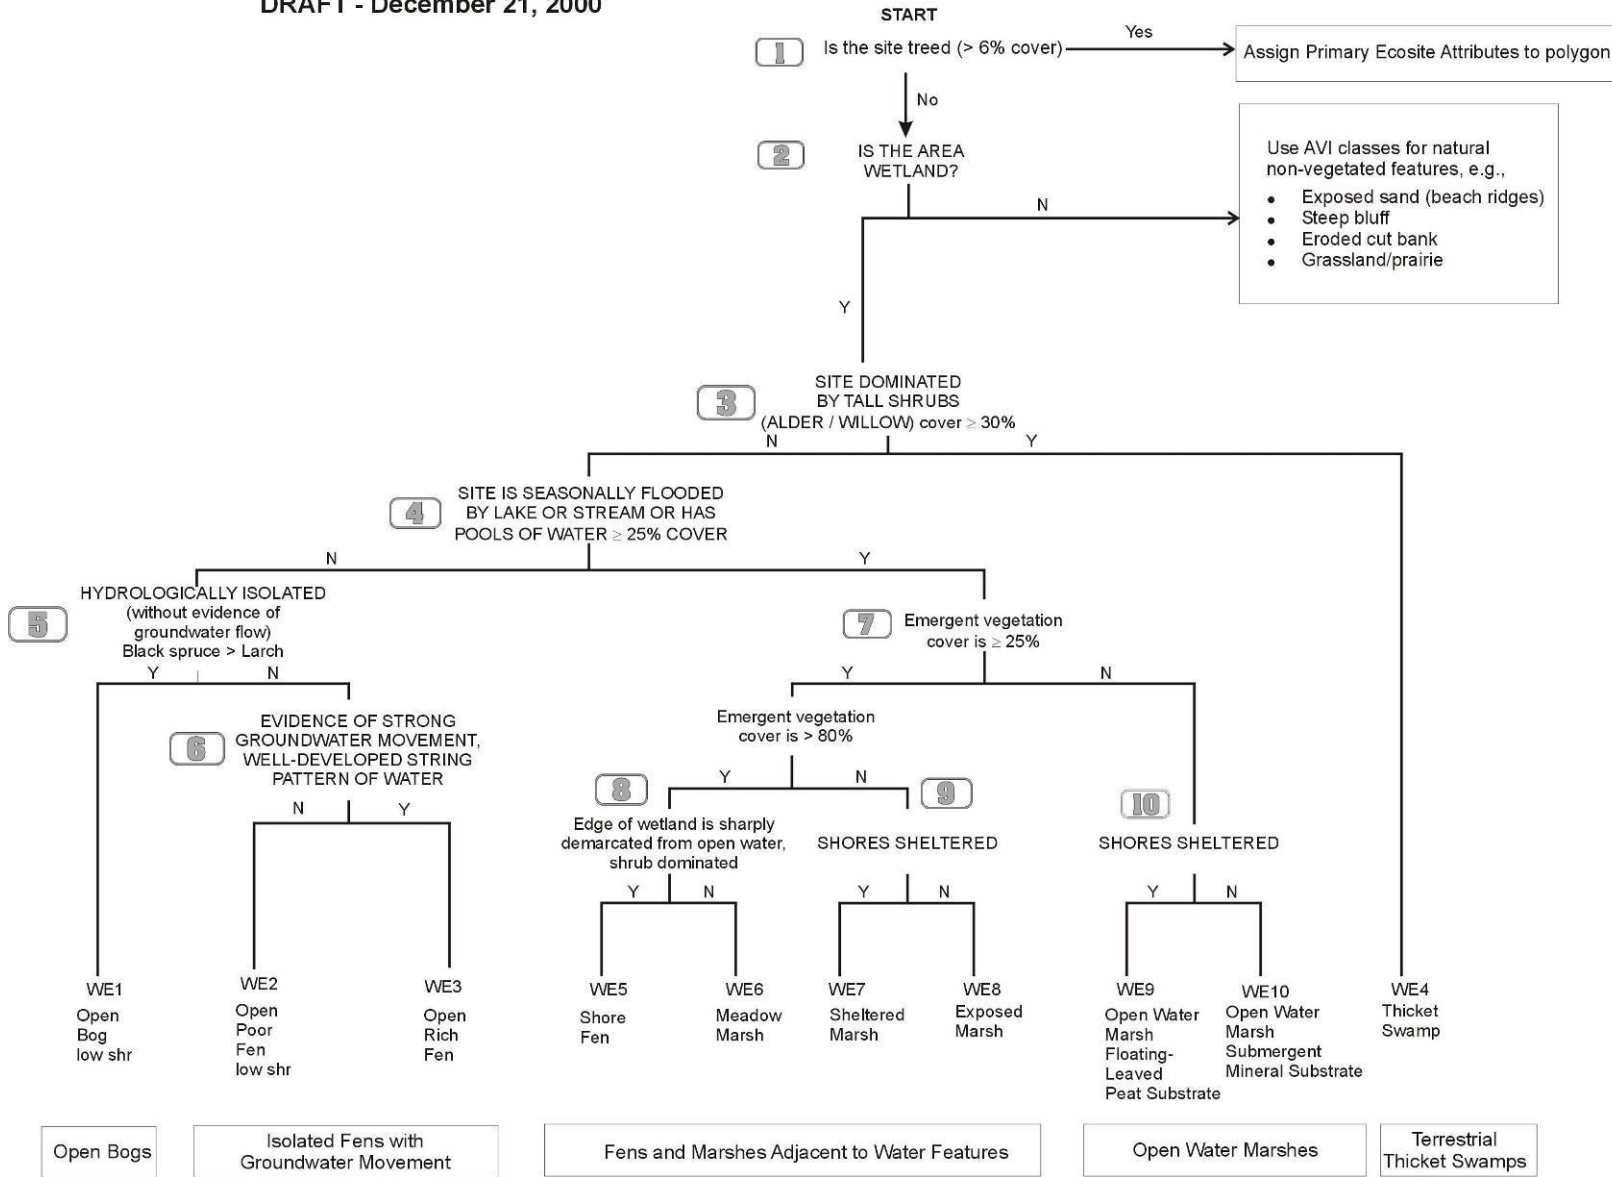 DRAFT - December 21, 2000
START
1
Is the site treed (> 6% cover)
Yes
Assign Primary Ecosite Attributes to polygon
No
2
IS THE AREA
WETLAND?
N
Use AVI classes for natural
non-vegetated features, e.g.,
• Exposed sand (beach ridges)
• Steep bluff
• Eroded cut bank
• Grassland/prairie
Y
3
SITE DOMINATED
BY TALL SHRUBS
(ALDER / WILLOW) cover ≥ 30%
N
Y
4
SITE IS SEASONALLY FLOODED
BY LAKE OR STREAM OR HAS
POOLS OF WATER ≥ 25% COVER
N
Y
5
HYDROLOGICALLY ISOLATED
(without evidence of
groundwater flow)
Black spruce > Larch
Y
N
7
Emergent vegetation
cover is ≥ 25%
Y
N
6
EVIDENCE OF STRONG
GROUNDWATER MOVEMENT,
WELL-DEVELOPED STRING
PATTERN OF WATER
N
Y
Emergent vegetation
cover is > 80%
Y
N
8
Edge of wetland is sharply
demarcated from open water,
shrub dominated
Y
N
9
SHORES SHELTERED
Y
N
10
SHORES SHELTERED
Y
N
WE1
Open
Bog
low shr
WE2
Open
Poor
Fen
low shr
WE3
Open
Rich
Fen
WE5
Shore
Fen
WE6
Meadow
Marsh
WE7
Sheltered
Marsh
WE8
Exposed
Marsh
WE9
Open Water
Marsh
Floating-
Leaved
Peat Substrate
WE10
Open Water
Marsh
Submergent
Mineral Substrate
WE4
Thicket
Swamp
Open Bogs
Isolated Fens with
Groundwater Movement
Fens and Marshes Adjacent to Water Features
Open Water Marshes
Terrestrial
Thicket Swamps